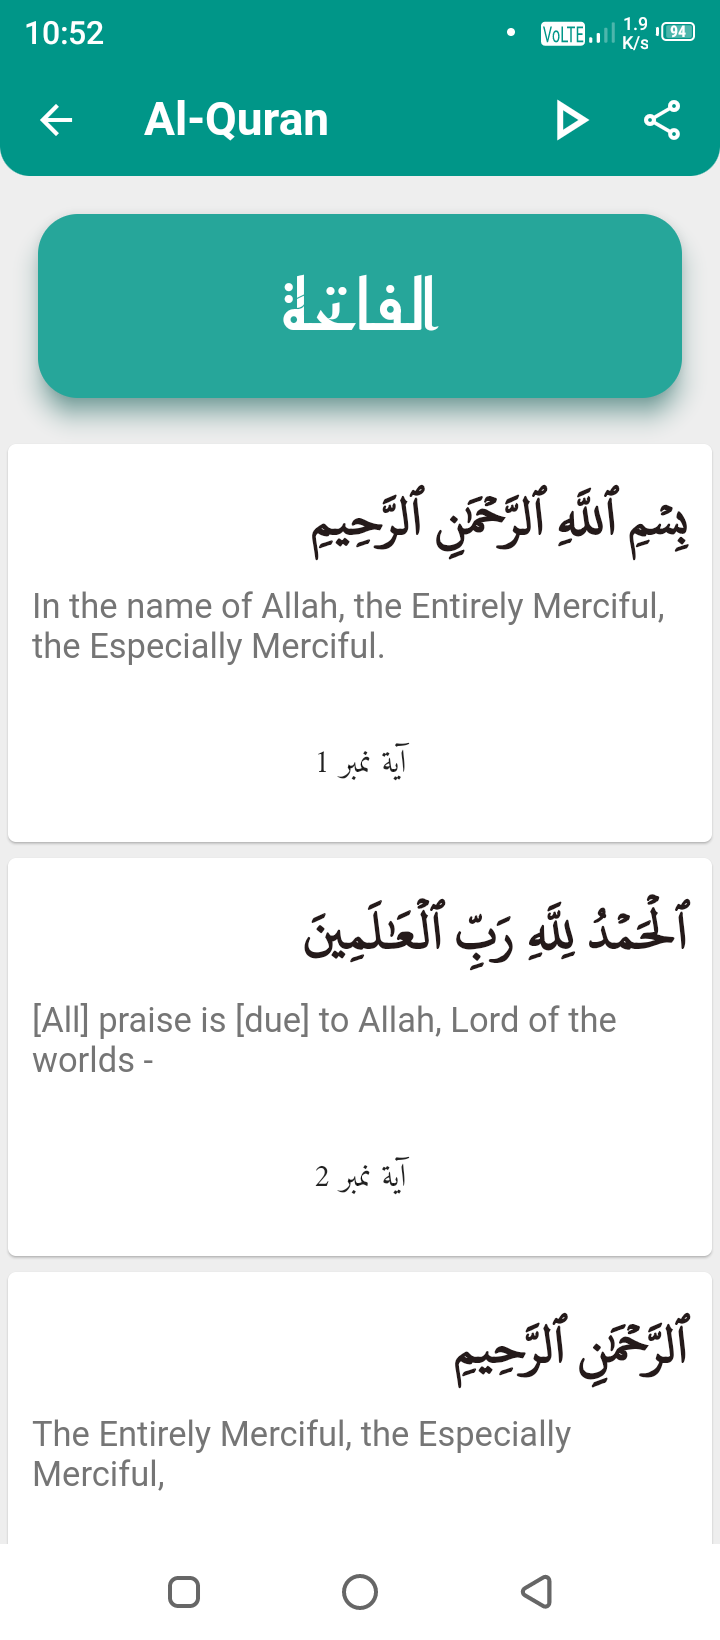 10:52
VoLTE 1.9 K/s 94
Al-Quran
الفاتحة
بِسْمِ ٱللَّهِ ٱلرَّحْمَٰنِ ٱلرَّحِيمِ
In the name of Allah, the Entirely Merciful,
the Especially Merciful.
آية نمبر 1
ٱلْحَمْدُ لِلَّهِ رَبِّ ٱلْعَـٰلَمِينَ
[All] praise is [due] to Allah, Lord of the
worlds -
آية نمبر 2
ٱلرَّحْمَٰنِ ٱلرَّحِيمِ
The Entirely Merciful, the Especially
Merciful,